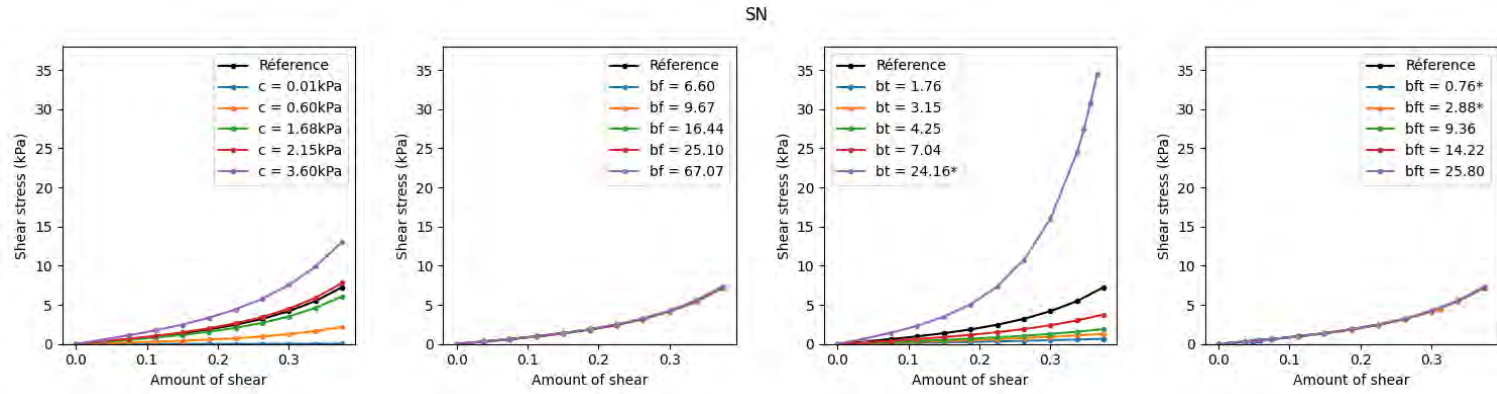 SN
Réference
c = 0.01kPa
c = 0.60kPa
c = 1.68kPa
c = 2.15kPa
c = 3.60kPa
35
30
25
20
15
10
5
0
0.0 0.1 0.2 0.3
Shear stress (kPa)
Amount of shear
Réference
bf = 6.60
bf = 9.67
bf = 16.44
bf = 25.10
bf = 67.07
35
30
25
20
15
10
5
0
0.0 0.1 0.2 0.3
Shear stress (kPa)
Amount of shear
Réference
bt = 1.76
bt = 3.15
bt = 4.25
bt = 7.04
bt = 24.16*
35
30
25
20
15
10
5
0
0.0 0.1 0.2 0.3
Shear stress (kPa)
Amount of shear
Réference
bft = 0.76*
bft = 2.88*
bft = 9.36
bft = 14.22
bft = 25.80
35
30
25
20
15
10
5
0
0.0 0.1 0.2 0.3
Shear stress (kPa)
Amount of shear